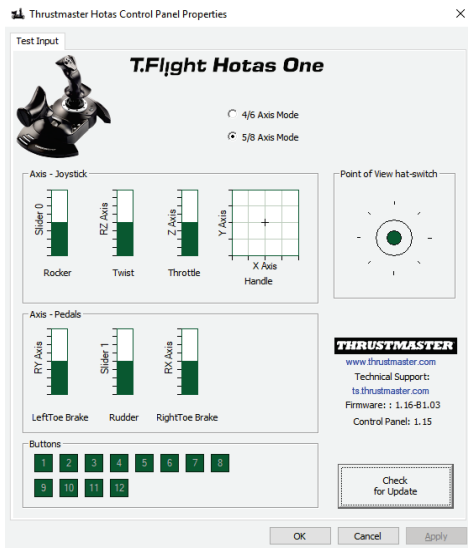 Thrustmaster Hotas Control Panel Properties
Test Input
T.Flight Hotas One
4/6 Axis Mode
5/8 Axis Mode
Axis - Joystick
Slider 0
RZ Axis
Z Axis
Y Axis
X Axis
Rocker
Twist
Throttle
Handle
Point of View hat-switch
Axis - Pedals
RY Axis
Slider 1
RX Axis
LeftToe Brake
Rudder
RightToe Brake
THRUSTMASTER
www.thrustmaster.com
Technical Support:
ts.thrustmaster.com
Firmware: : 1.16-B1.03
Control Panel: 1.15
Buttons
1 2 3 4 5 6 7 8
9 10 11 12
Check
for Update
OK
Cancel
Apply